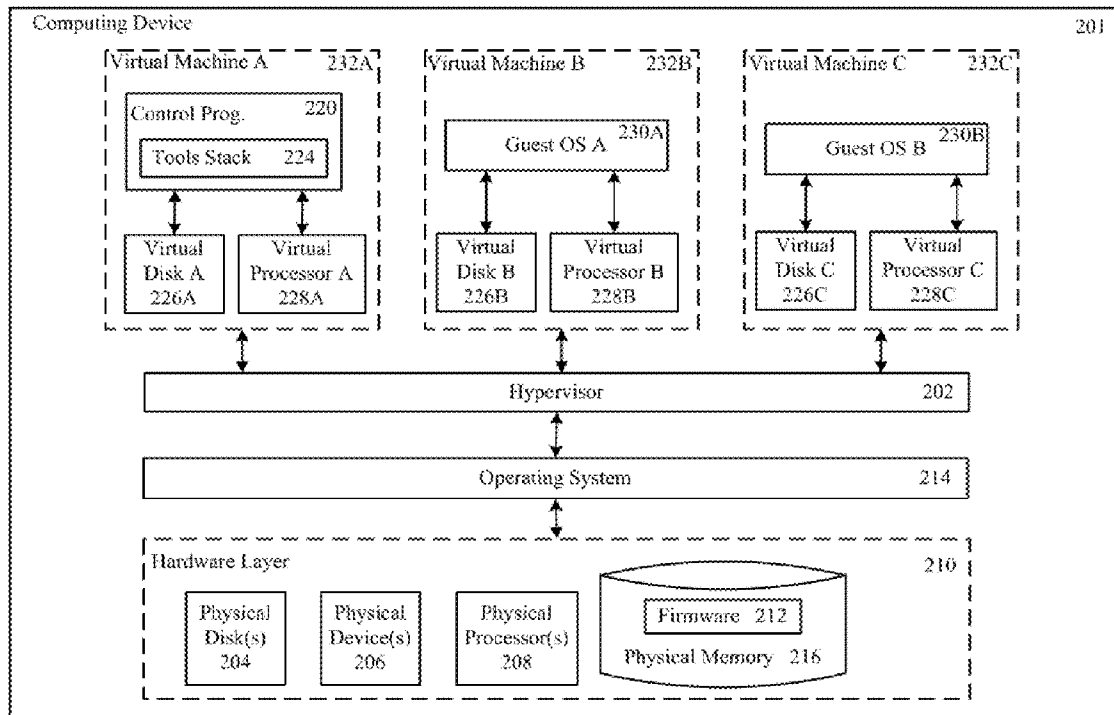 Computing Device 201
Virtual Machine A 232A
Control Prog. 220
Tools Stack 224
Virtual
Disk A
226A
Virtual
Processor A
228A
Virtual Machine B 232B
Guest OS A 230A
Virtual
Disk B
226B
Virtual
Processor B
228B
Virtual Machine C 232C
Guest OS B 230B
Virtual
Disk C
226C
Virtual
Processor C
228C
Hypervisor 202
Operating System 214
Hardware Layer 210
Physical
Disk(s)
204
Physical
Device(s)
206
Physical
Processor(s)
208
Firmware 212
Physical Memory 216